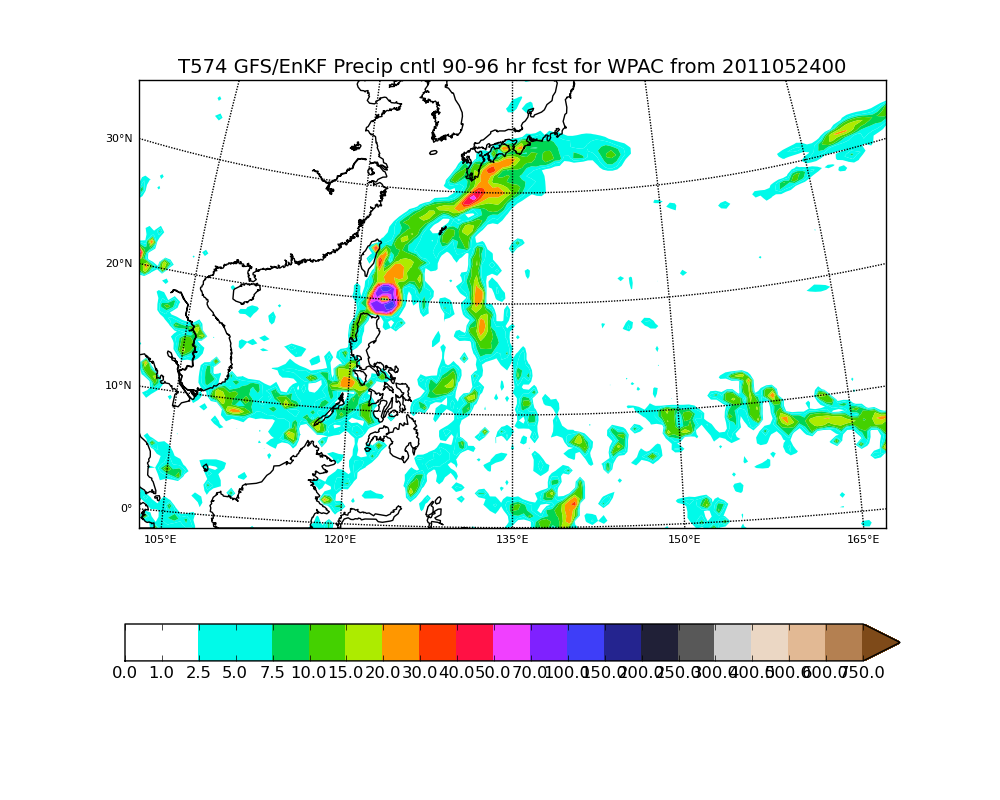 T574 GFS/EnKF Precip cntl 90-96 hr fcst for WPAC from 2011052400
30°N
20°N
10°N
0°
105°E 120°E 135°E 150°E 165°E
0.0 1.0 2.5 5.0 7.5 10.0 15.0 20.0 30.0 40.0 50.0 70.0 100.0 150.0 200.0 250.0 300.0 400.0 500.0 600.0 750.0